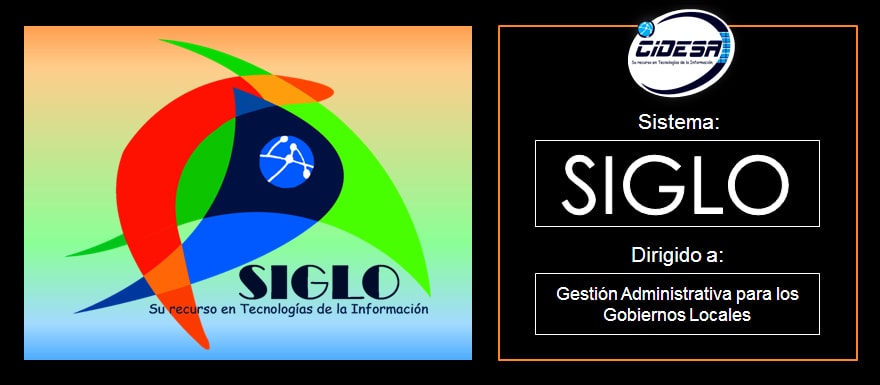 SIGLO
Su recurso en Tecnologías de la Información
CIDESA
Su recurso en Tecnologías de la Información
Sistema:
SIGLO
Dirigido a:
Gestión Administrativa para los
Gobiernos Locales